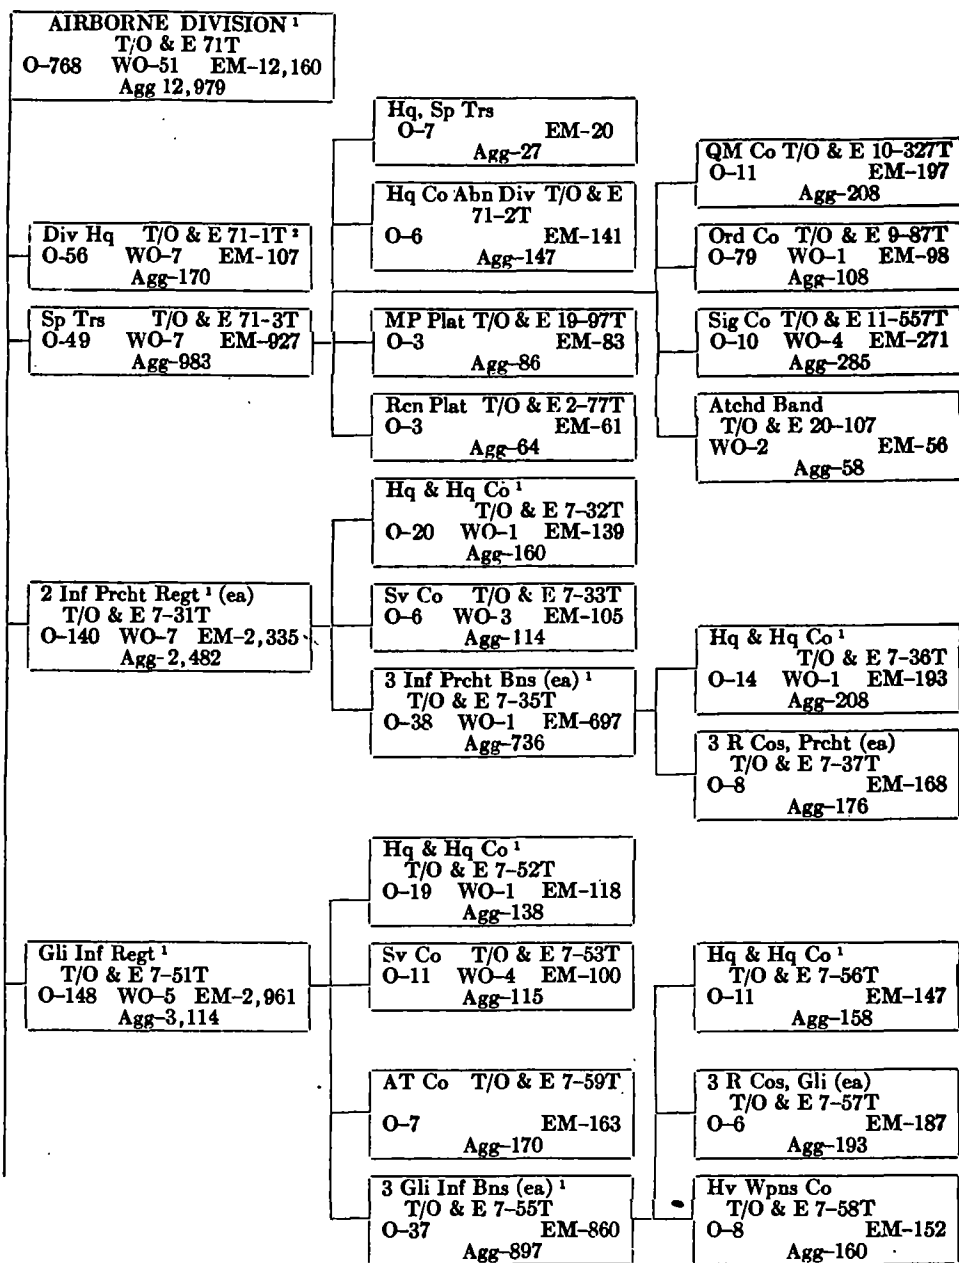 AIRBORNE DIVISION ¹
T/O & E 71T
O-768 WO-51 EM-12,160
Agg 12,979
Div Hq T/O & E 71-1T ²
O-56 WO-7 EM-107
Agg-170
Sp Trs T/O & E 71-3T
O-49 WO-7 EM-927
Agg-983
Hq, Sp Trs
O-7 EM-20
Agg-27
Hq Co Abn Div T/O & E
71-2T
O-6 EM-141
Agg-147
MP Plat T/O & E 19-97T
O-3 EM-83
Agg-86
Rcn Plat T/O & E 2-77T
O-3 EM-61
Agg-64
QM Co T/O & E 10-327T
O-11 EM-197
Agg-208
Ord Co T/O & E 9-87T
O-79 WO-1 EM-98
Agg-108
Sig Co T/O & E 11-557T
O-10 WO-4 EM-271
Agg-285
Atchd Band
T/O & E 20-107
WO-2 EM-56
Agg-58
2 Inf Prcht Regt ¹ (ea)
T/O & E 7-31T
O-140 WO-7 EM-2,335
Agg-2,482
Hq & Hq Co ¹
T/O & E 7-32T
O-20 WO-1 EM-139
Agg-160
Sv Co T/O & E 7-33T
O-6 WO-3 EM-105
Agg-114
3 Inf Prcht Bns (ea) ¹
T/O & E 7-35T
O-38 WO-1 EM-697
Agg-736
Hq & Hq Co ¹
T/O & E 7-36T
O-14 WO-1 EM-193
Agg-208
3 R Cos, Prcht (ea)
T/O & E 7-37T
O-8 EM-168
Agg-176
Gli Inf Regt ¹
T/O & E 7-51T
O-148 WO-5 EM-2,961
Agg-3,114
Hq & Hq Co ¹
T/O & E 7-52T
O-19 WO-1 EM-118
Agg-138
Sv Co T/O & E 7-53T
O-11 WO-4 EM-100
Agg-115
AT Co T/O & E 7-59T
O-7 EM-163
Agg-170
3 Gli Inf Bns (ea) ¹
T/O & E 7-55T
O-37 EM-860
Agg-897
Hq & Hq Co ¹
T/O & E 7-56T
O-11 EM-147
Agg-158
3 R Cos, Gli (ea)
T/O & E 7-57T
O-6 EM-187
Agg-193
Hv Wpns Co
T/O & E 7-58T
O-8 EM-152
Agg-160